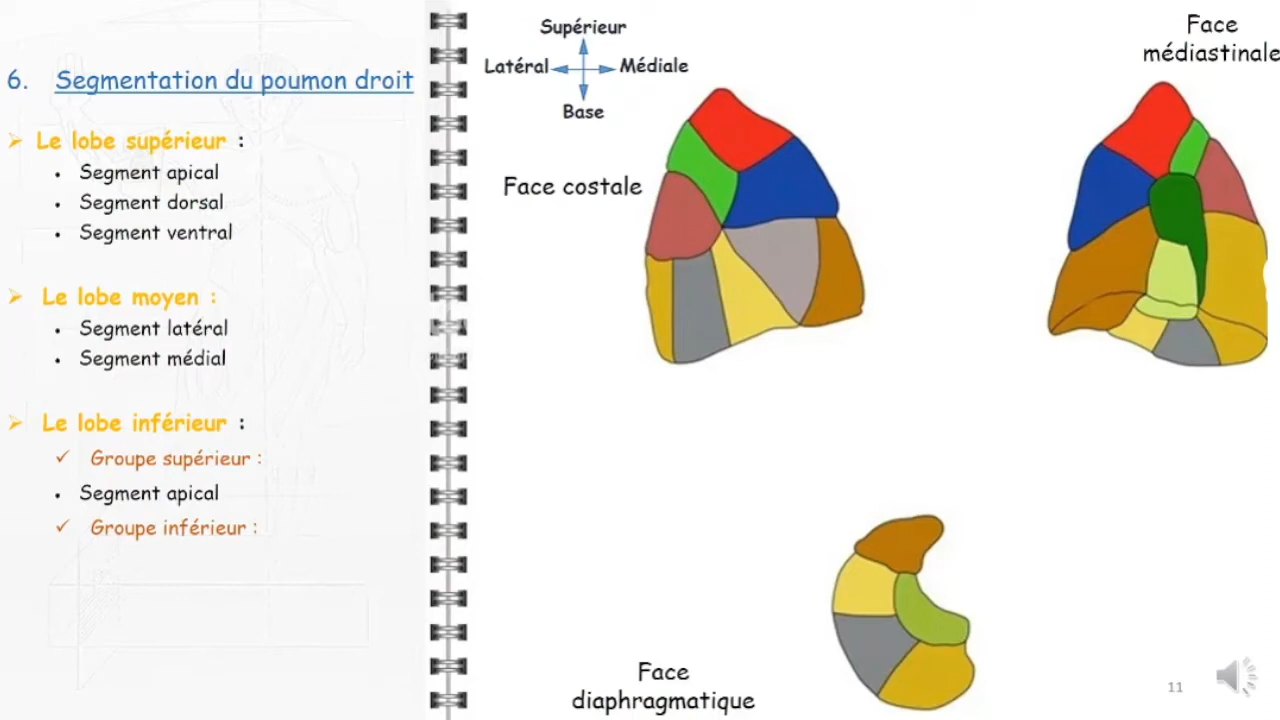 6. Segmentation du poumon droit
Le lobe supérieur :
Segment apical
Segment dorsal
Segment ventral
Le lobe moyen :
Segment latéral
Segment médial
Le lobe inférieur :
Groupe supérieur :
Segment apical
Groupe inférieur :
Supérieur
Latéral
Médiale
Base
Face costale
Face
médiastinale
Face
diaphragmatique
11